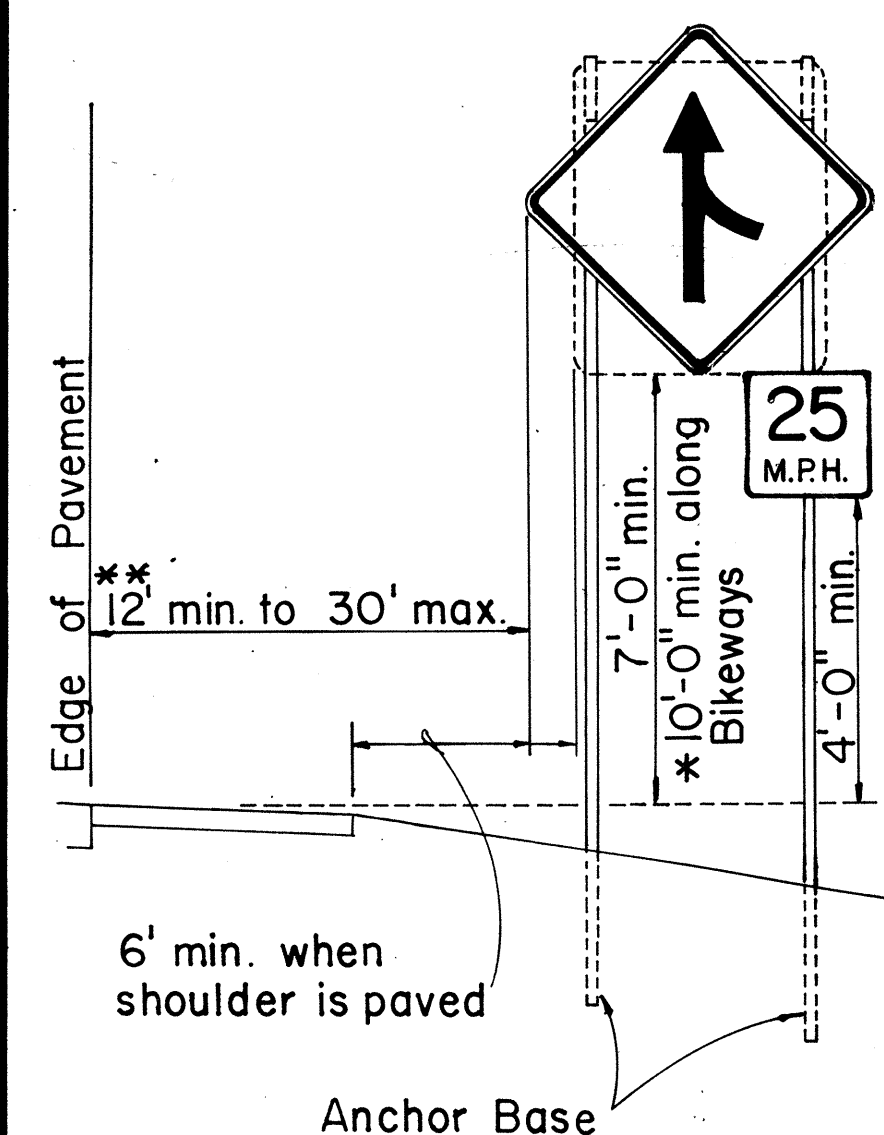 25
M.P.H.
Edge of Pavement
**
12' min. to 30' max.
7'-0" min.
* 10'-0" min. along
Bikeways
4'-0" min.
6' min. when
shoulder is paved
Anchor Base